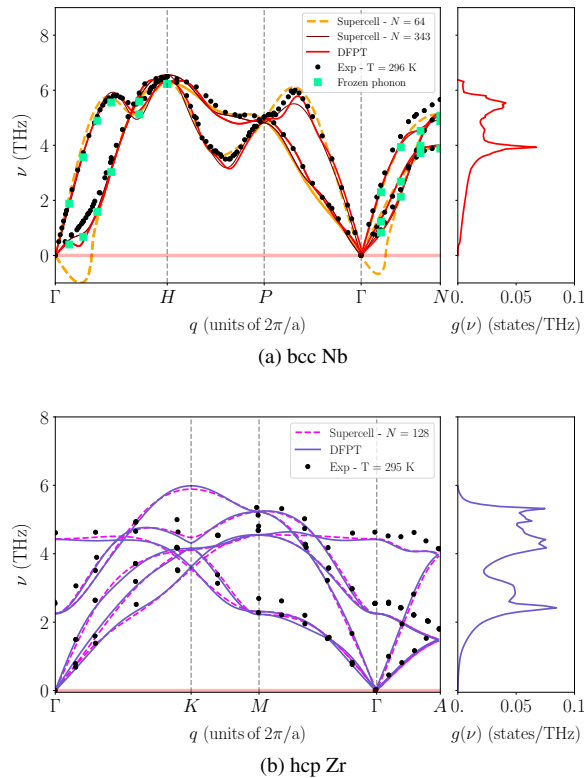 Supercell - N = 64
Supercell - N = 343
DFPT
Exp - T = 296 K
Frozen phonon
6
4
2
0
ν (THz)
Γ H P Γ N
q (units of 2π/a)
0. 0.05 0.1
g(ν) (states/THz)
(a) bcc Nb
Supercell - N = 128
DFPT
Exp - T = 295 K
8
6
4
2
0
ν (THz)
Γ K M Γ A
q (units of 2π/a)
0. 0.05 0.1
g(ν) (states/THz)
(b) hcp Zr